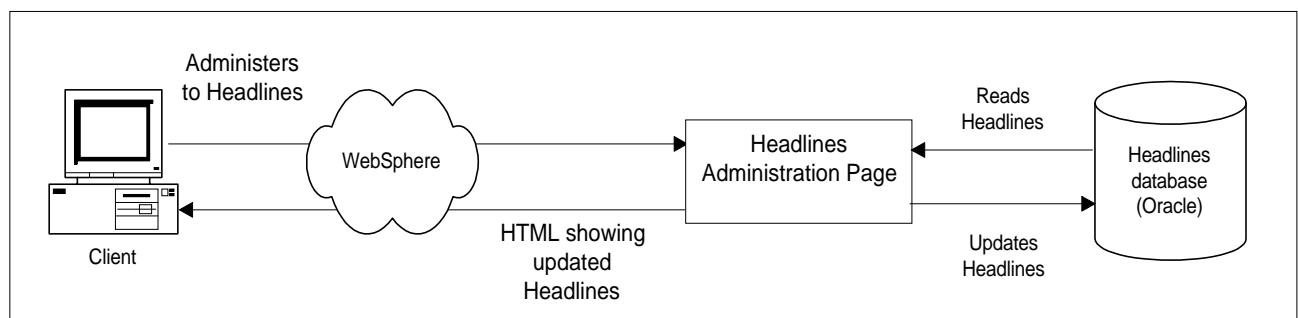 Administers
to Headlines
Client
WebSphere
HTML showing
updated
Headlines
Headlines
Administration Page
Reads
Headlines
Updates
Headlines
Headlines
database
(Oracle)